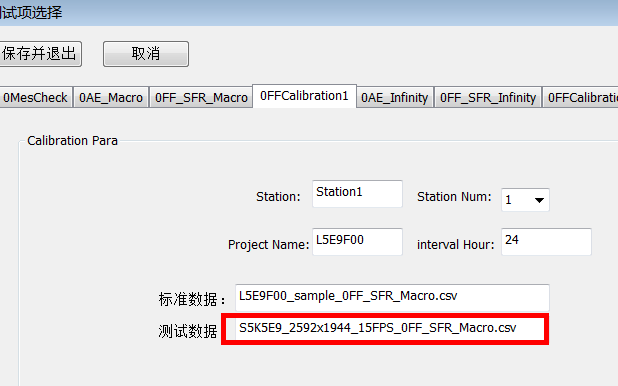 测试项选择
保存并退出 取消
0MesCheck 0AE_Macro 0FF_SFR_Macro 0FFCalibration1 0AE_Infinity 0FF_SFR_Infinity 0FFCalibratio
Calibration Para
Station: Station1 Station Num: 1
Project Name: L5E9F00 interval Hour: 24
标准数据: L5E9F00_sample_0FF_SFR_Macro.csv
测试数据 S5K5E9_2592x1944_15FPS_0FF_SFR_Macro.csv